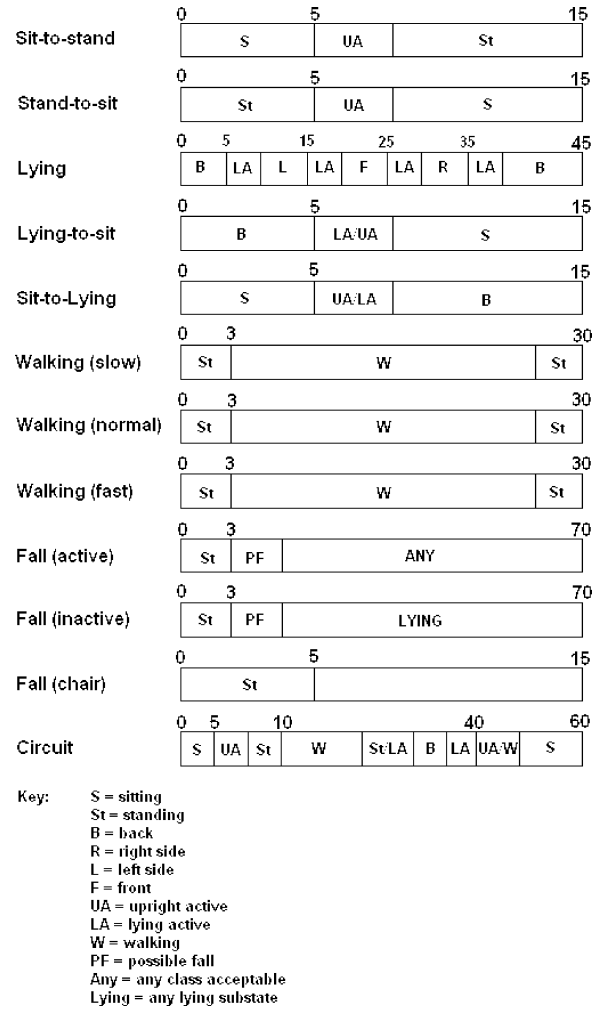 0 5 15
Sit-to-stand S UA St
0 5 15
Stand-to-sit St UA S
0 5 15 25 35 45
Lying B LA L LA F LA R LA B
0 5 15
Lying-to-sit B LA/UA S
0 5 15
Sit-to-Lying S UA/LA B
0 3 30
Walking (slow) St W St
0 3 30
Walking (normal) St W St
0 3 30
Walking (fast) St W St
0 3 70
Fall (active) St PF ANY
0 3 70
Fall (inactive) St PF LYING
0 5 15
Fall (chair) St
0 5 10 40 60
Circuit S UA St W St/LA B LA UA/W S
Key: S = sitting
St = standing
B = back
R = right side
L = left side
F = front
UA = upright active
LA = lying active
W = walking
PF = possible fall
Any = any class acceptable
Lying = any lying substate